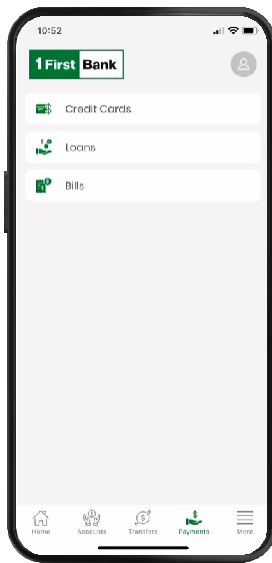 10:52
1 First Bank
Credit Cards
Loans
Bills
Home Accounts Transfers Payments More